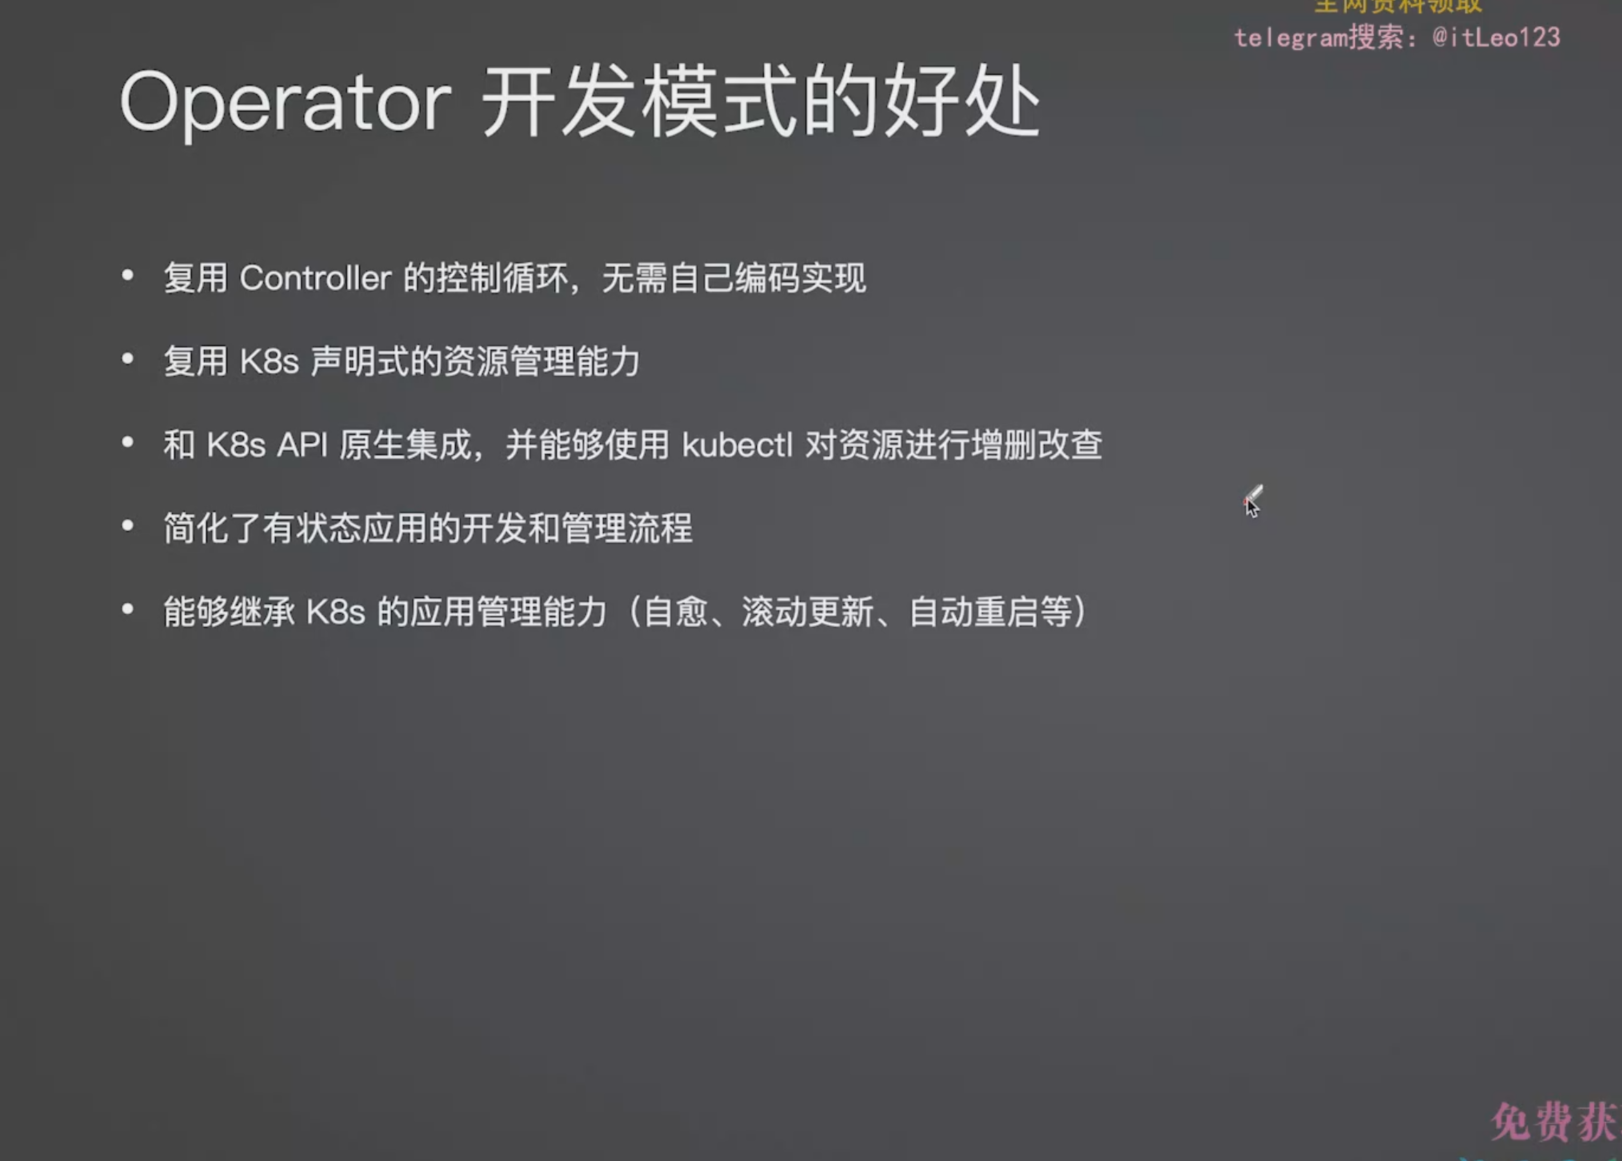 全网资料领取
telegram搜索：@itLeo123
Operator 开发模式的好处
• 复用 Controller 的控制循环，无需自己编码实现
• 复用 K8s 声明式的资源管理能力
• 和 K8s API 原生集成，并能够使用 kubectl 对资源进行增删改查
• 简化了有状态应用的开发和管理流程
• 能够继承 K8s 的应用管理能力（自愈、滚动更新、自动重启等）
免费获